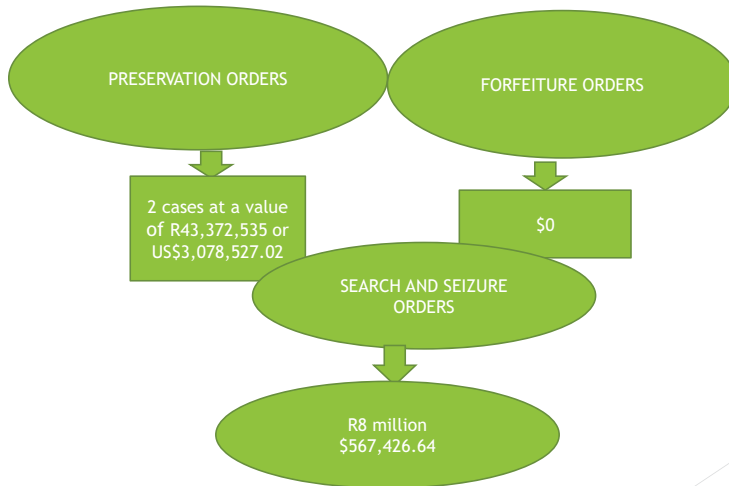 PRESERVATION ORDERS
FORFEITURE ORDERS
2 cases at a value
of R43,372,535 or
US$3,078,527.02
$0
SEARCH AND SEIZURE
ORDERS
R8 million
$567,426.64